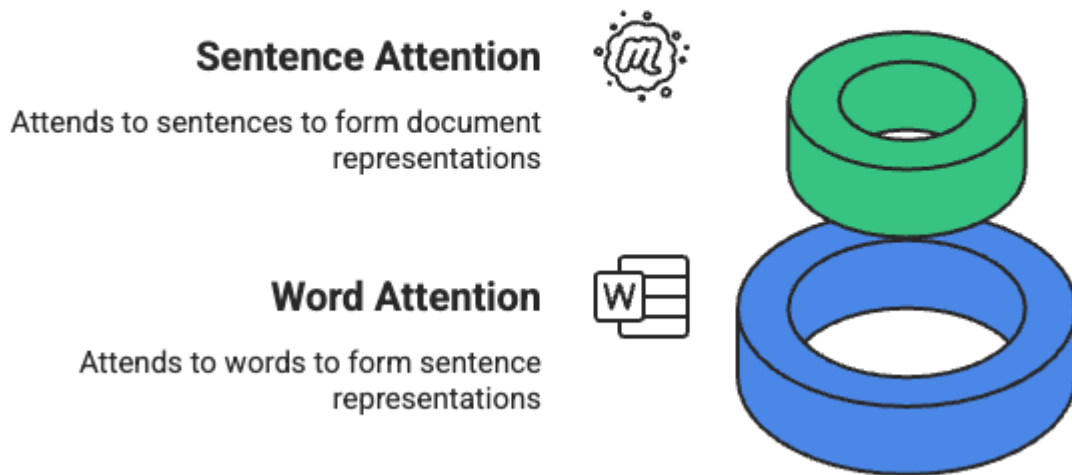 Sentence Attention
Attends to sentences to form document
representations
W
Word Attention
Attends to words to form sentence
representations